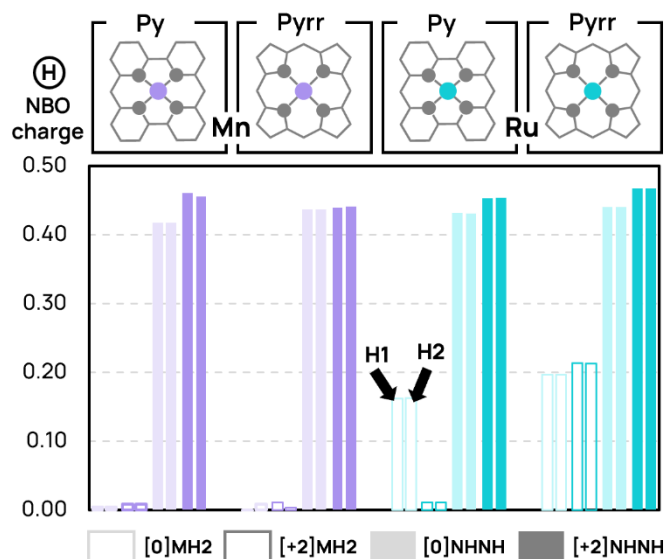 Py Pyrr Py Pyrr
H
NBO
charge
Mn Ru
0.50
0.40
0.30
0.20
0.10
0.00
H1 H2
[0]MH2 [+2]MH2 [0]NHNH [+2]NHNH